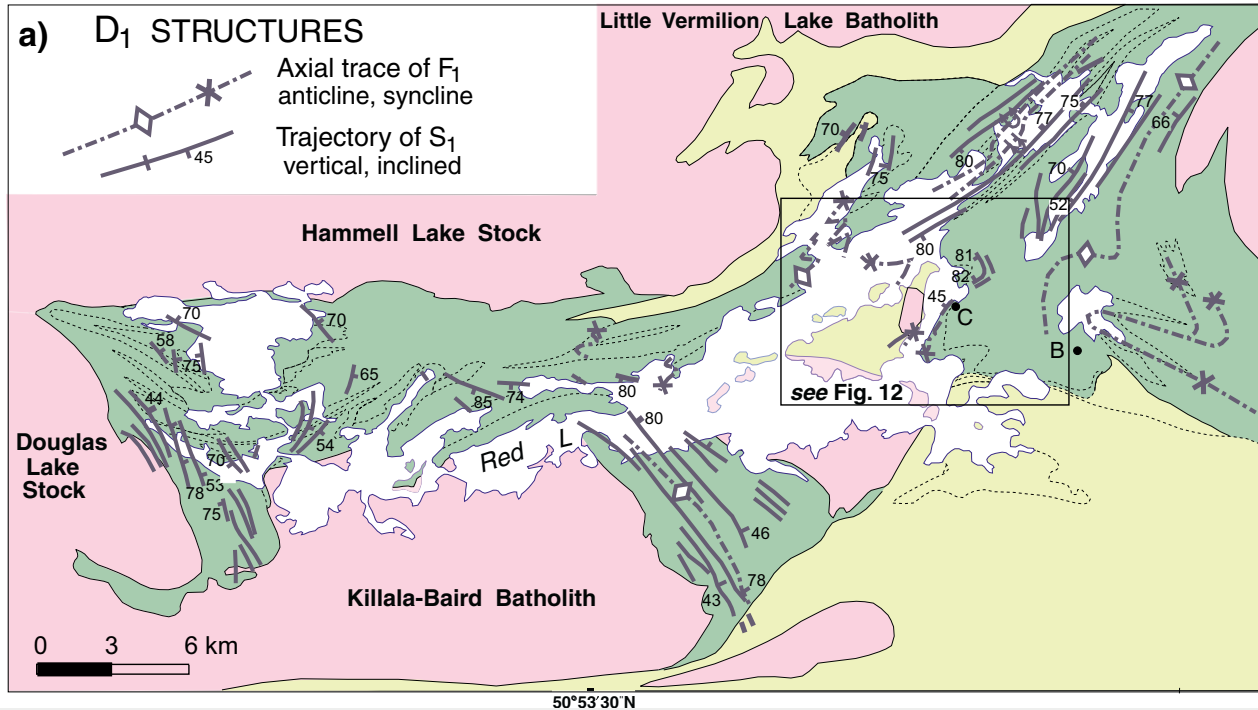 a) D1 STRUCTURES
Axial trace of F1
anticline, syncline
Trajectory of S1
45 vertical, inclined
Little Vermilion Lake Batholith
Hammell Lake Stock
70
75
77
75
77
66
80
70
52
80
81
82
45
C
B
see Fig. 12
70
70
58
75
65
44
85
74
80
80
54
Douglas
Lake
Stock
70
53
78
75
Red L
46
78
43
Killala-Baird Batholith
0 3 6 km
50°53'30"N